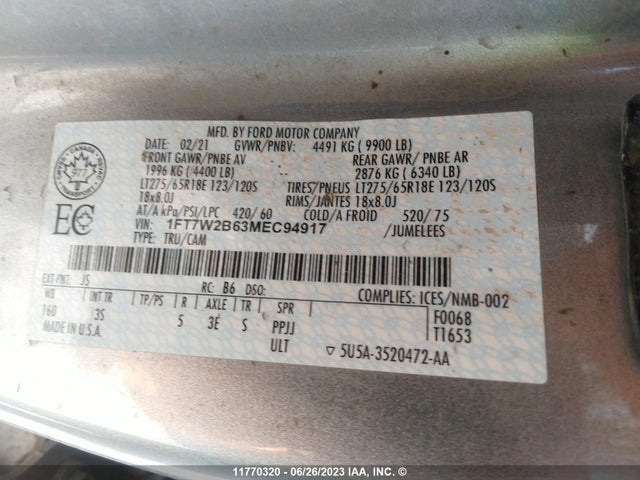 MFD. BY FORD MOTOR COMPANY
DATE: 02/21 GVWR/PNBV: 4491 KG ( 9900 LB)
FRONT GAWR/PNBE AV REAR GAWR/ PNBE AR
1996 KG ( 4400 LB) 2876 KG ( 6340 LB)
LT275/65R18E 123/120S TIRES/PNEUS LT275/65R18E 123/120S
18x8.0J RIMS/JANTES 18x8.0J
AT/A kPa/PSI/LPC 420/ 60 COLD/A FROID 520/ 75
VIN: 1FT7W2B63MEC94917 /JUMELEES
TYPE: TRU/CAM
CANADA
977
EC
EXT PNT: JS RC: B6 DSO: COMPLIES: ICES/NMB-002
WB INT TR TP/PS R AXLE TR SPR F0068
160 3S 5 3E S PPJJ T1653
MADE IN U.S.A. ULT ▽ 5U5A-3520472-AA
11770320 - 06/26/2023 IAA, Inc. ©